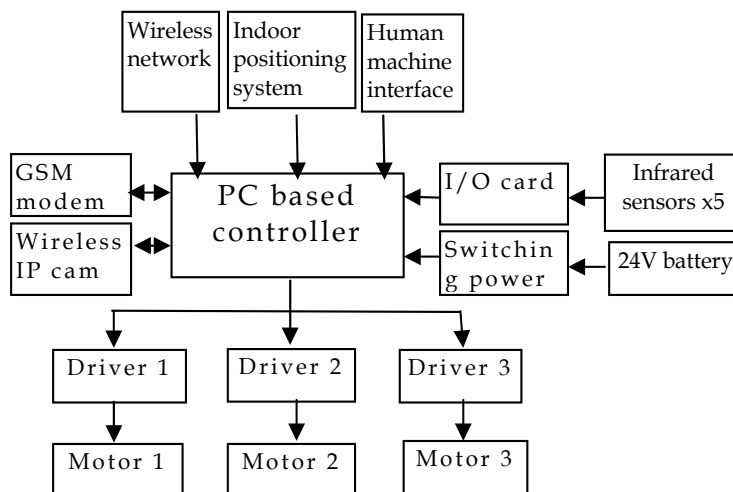 Wireless
network
Indoor
positioning
system
Human
machine
interface
GSM
modem
PC based
controller
I/O card
Infrared
sensors x5
Wireless
IP cam
Switchin
g power
24V battery
Driver 1
Driver 2
Driver 3
Motor 1
Motor 2
Motor 3